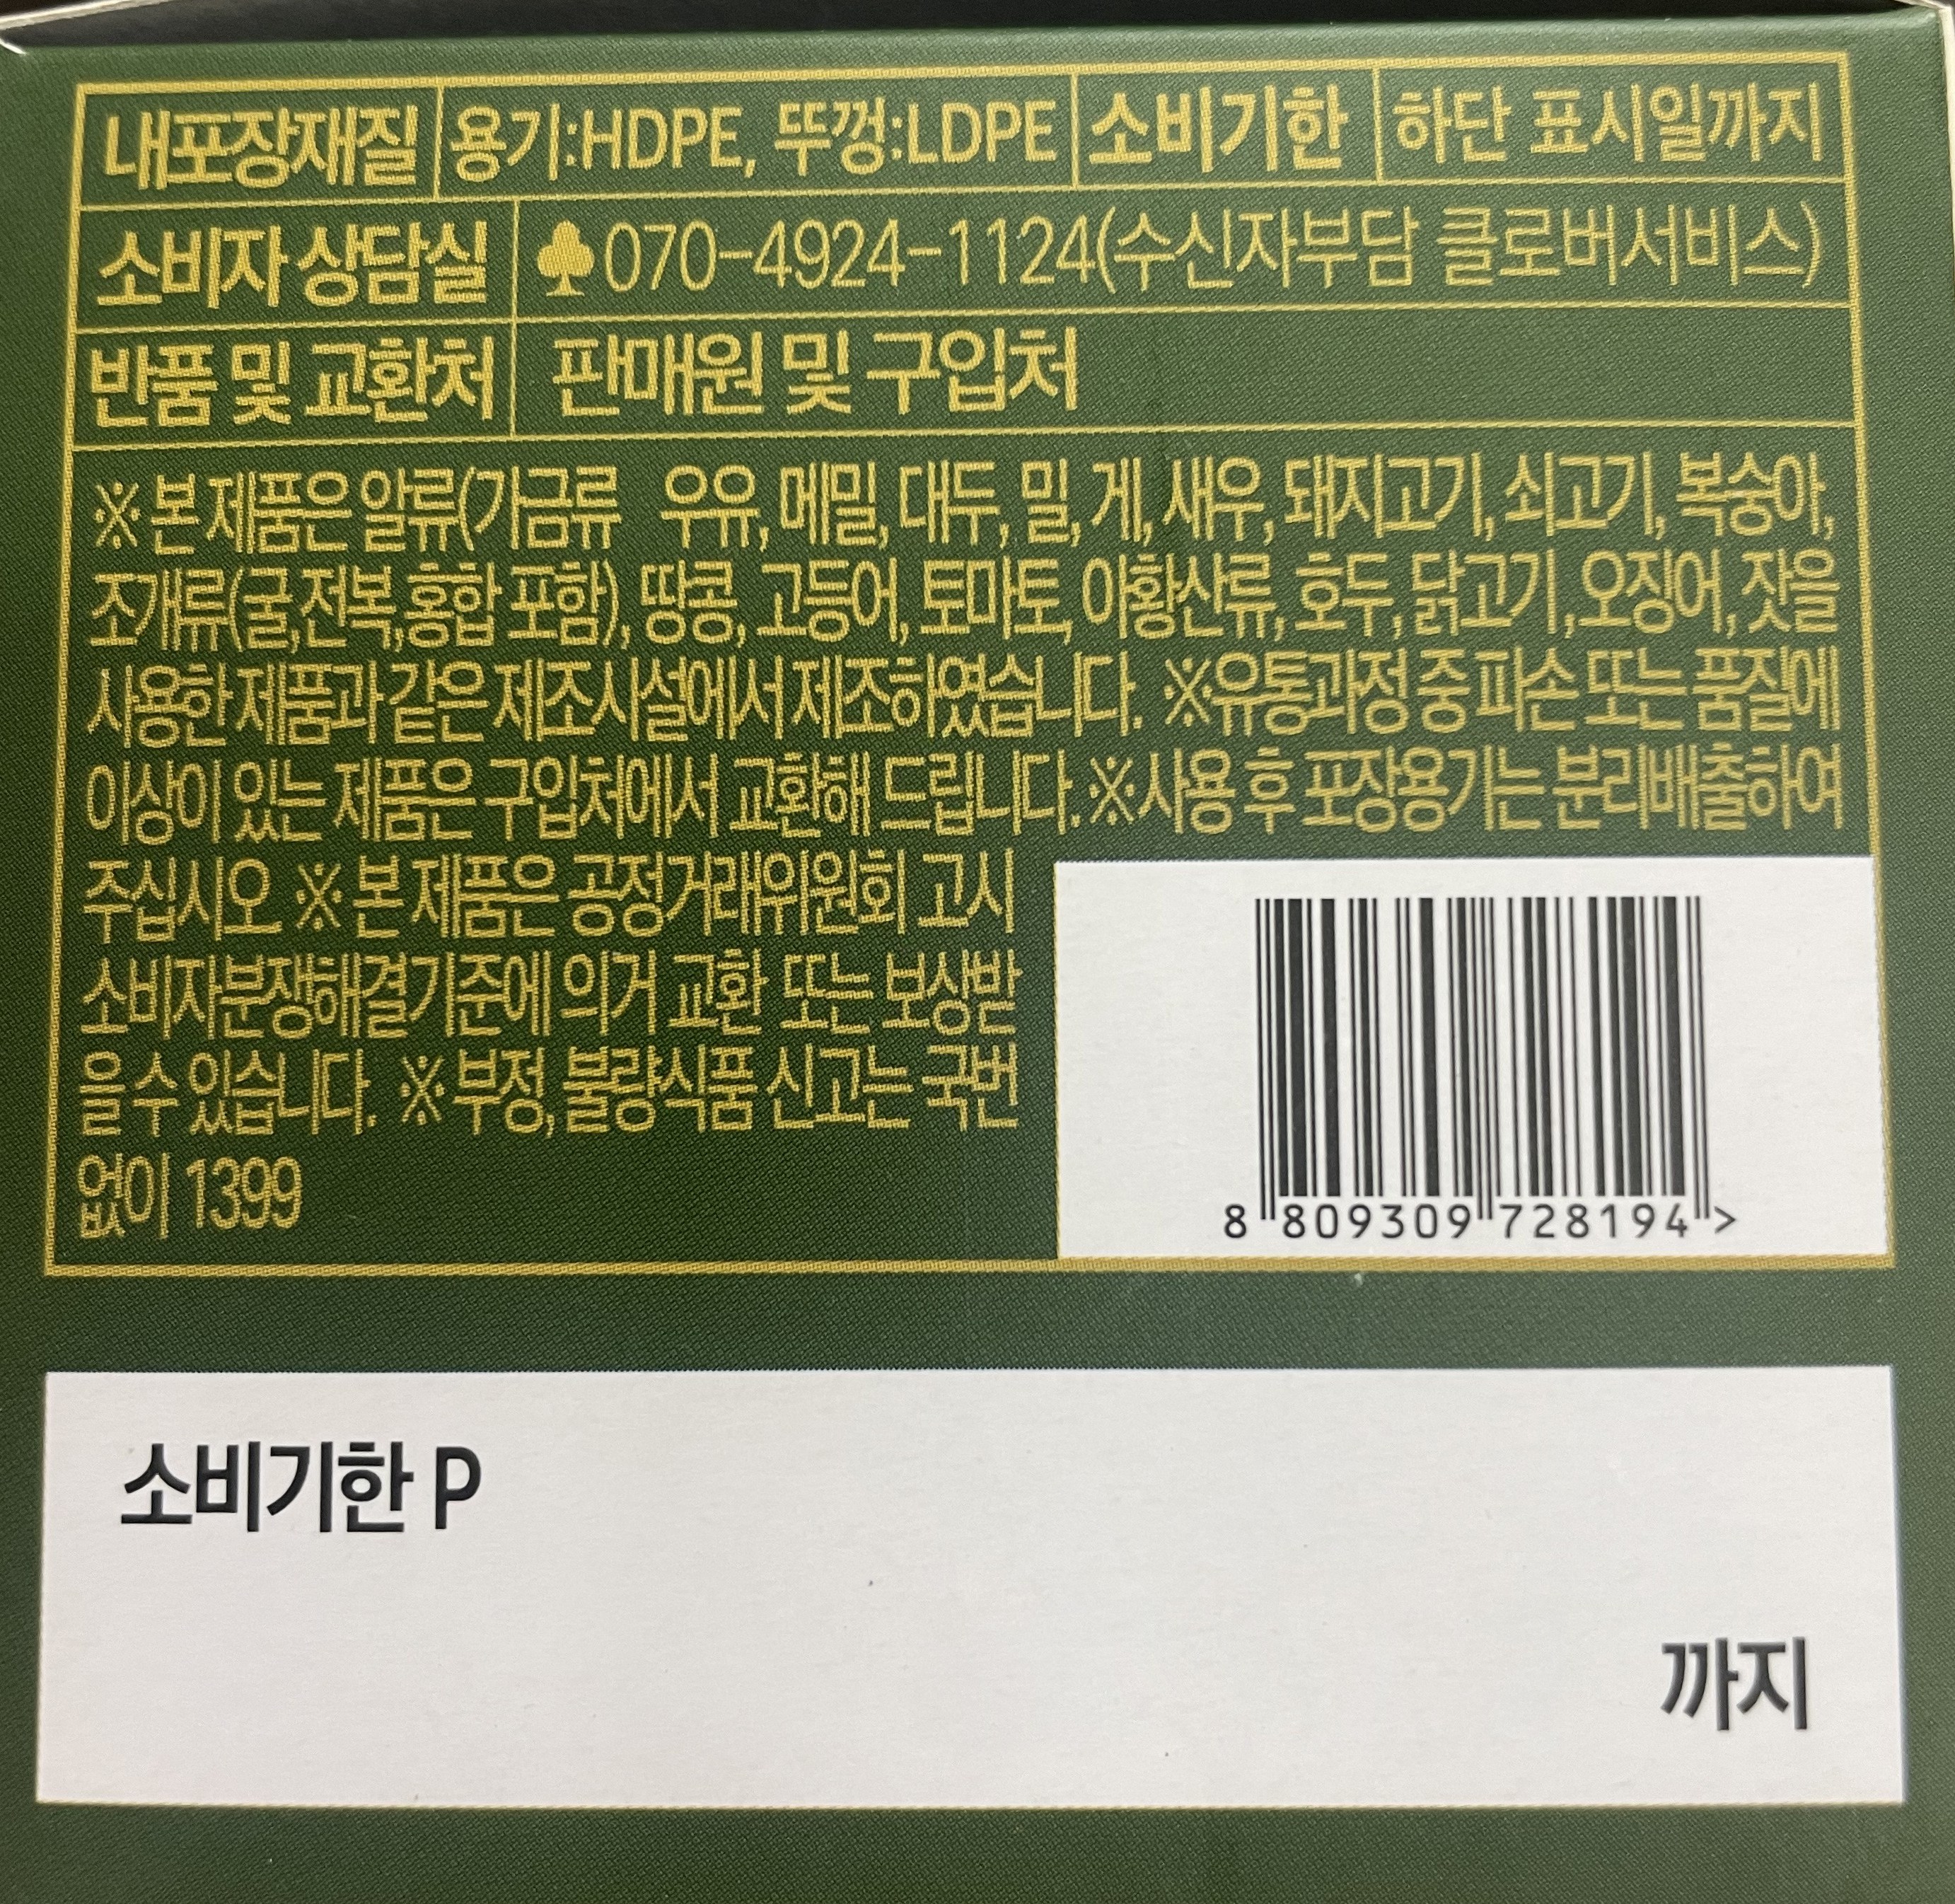 내포장재질 용기:HDPE, 뚜껑:LDPE 소비기한 하단 표시일까지
소비자 상담실 ♣070-4924-1124(수신자부담 클로버서비스)
반품 및 교환처 판매원 및 구입처
※본 제품은 알류(가금류 우유, 메밀, 대두, 밀, 게, 새우, 돼지고기, 쇠고기, 복숭아,
조개류(굴,전복,홍합 포함), 땅콩, 고등어, 토마토, 아황산류, 호두, 닭고기, 오징어, 잣을
사용한 제품과 같은 제조시설에서 제조하였습니다. ※유통과정 중 파손 또는 품질에
이상이 있는 제품은 구입처에서 교환해 드립니다.※사용 후 포장용기는 분리배출하여
주십시오 ※본 제품은 공정거래위원회 고시
소비자분쟁해결기준에 의거 교환 또는 보상받
을 수 있습니다. ※부정,불량식품 신고는 국번
없이 1399
8 809309 728194 >
소비기한 P
까지